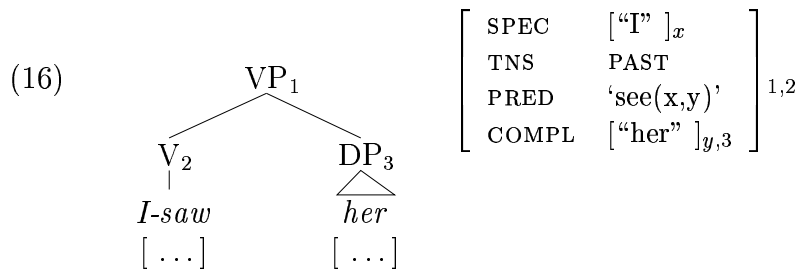 (16)
VP₁
V₂ DP₃
I-saw her
[ …] [ …]
SPEC [“I” ]ₓ
TNS PAST
PRED ‘see(x,y)’
COMPL [“her” ]y,3
1,2